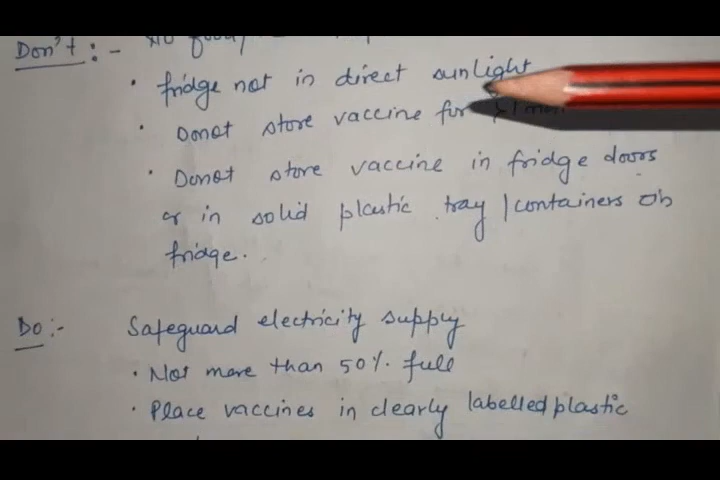 Don't :- No food
• fridge not in direct sunlight
• Donot store vaccine for
• Donot store vaccine in fridge doors
or in solid plastic tray / containers
fridge.
Do :- Safeguard electricity supply
• Not more than 50% full
• Place vaccines in clearly labelled plastic